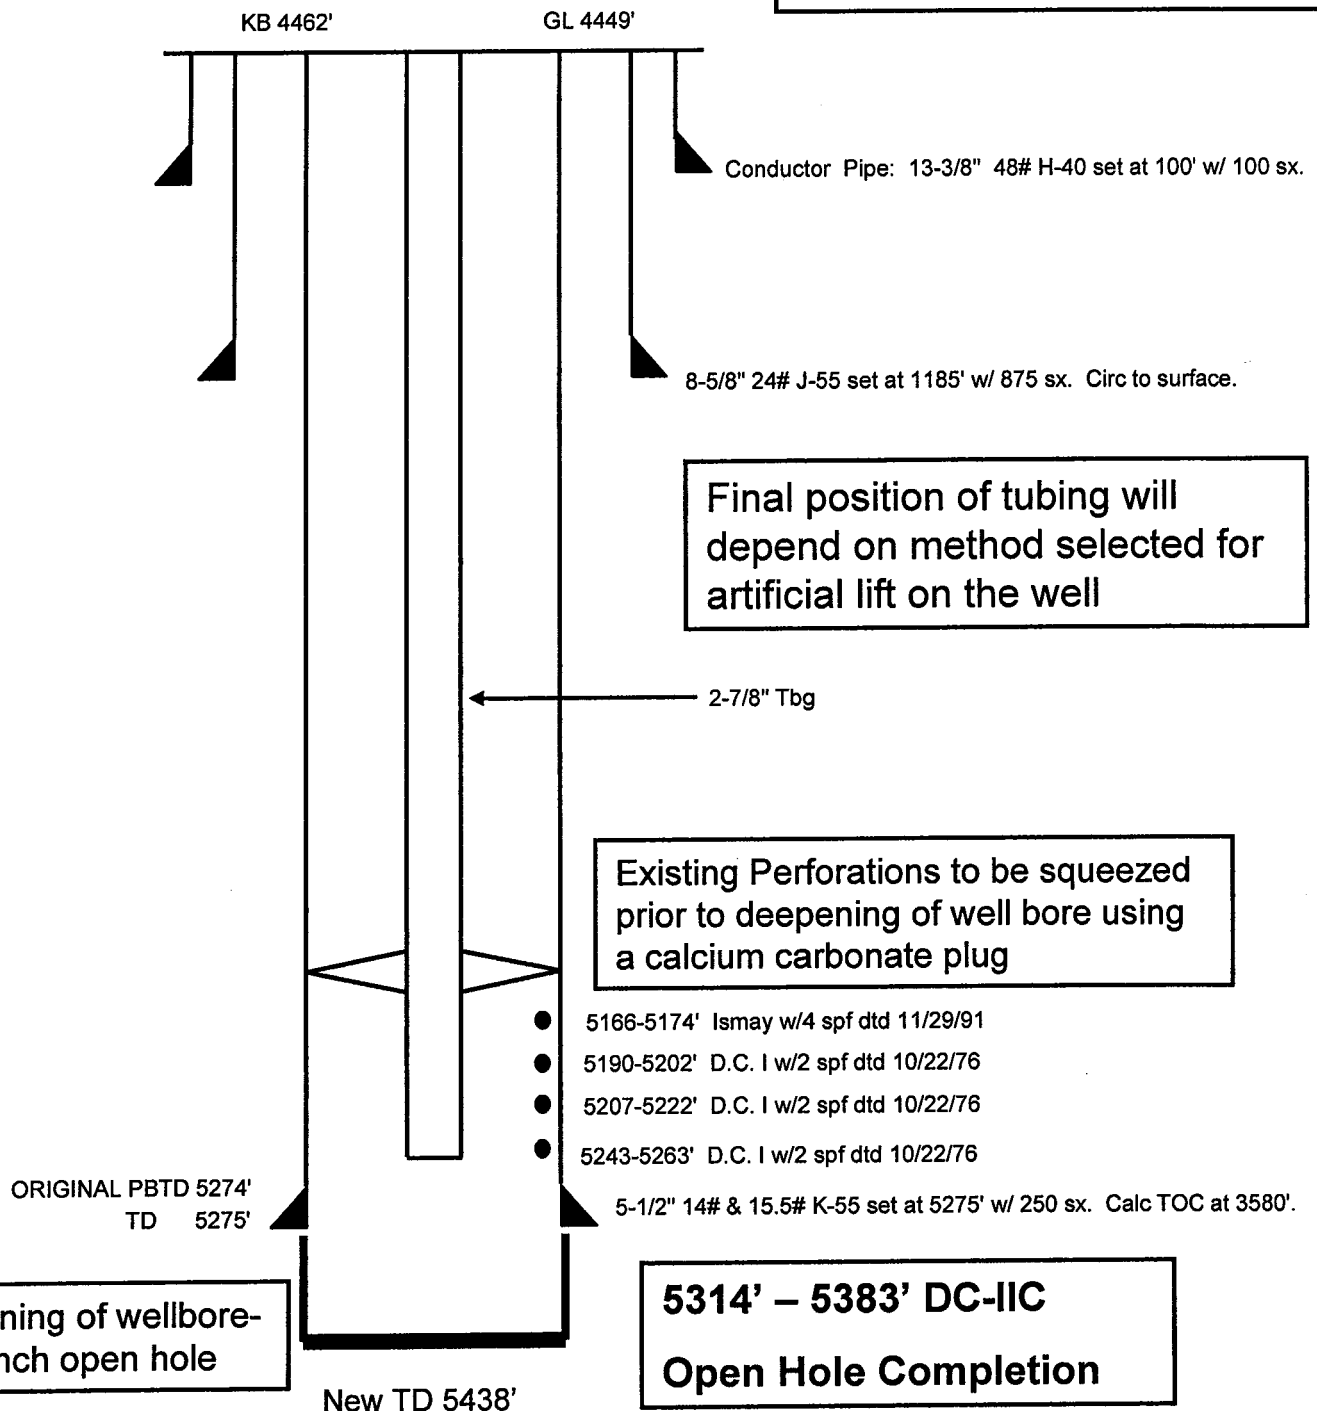 KB 4462' GL 4449'
Conductor Pipe: 13-3/8" 48# H-40 set at 100' w/ 100 sx.
8-5/8" 24# J-55 set at 1185' w/ 875 sx. Circ to surface.
Final position of tubing will
depend on method selected for
artificial lift on the well
2-7/8" Tbg
Existing Perforations to be squeezed
prior to deepening of well bore using
a calcium carbonate plug
5166-5174' Ismay w/4 spf dtd 11/29/91
5190-5202' D.C. I w/2 spf dtd 10/22/76
5207-5222' D.C. I w/2 spf dtd 10/22/76
5243-5263' D.C. I w/2 spf dtd 10/22/76
ORIGINAL PBTD 5274'
TD 5275'
5-1/2" 14# & 15.5# K-55 set at 5275' w/ 250 sx. Calc TOC at 3580'.
ning of wellbore-
nch open hole
5314' – 5383' DC-IIC
Open Hole Completion
New TD 5438'